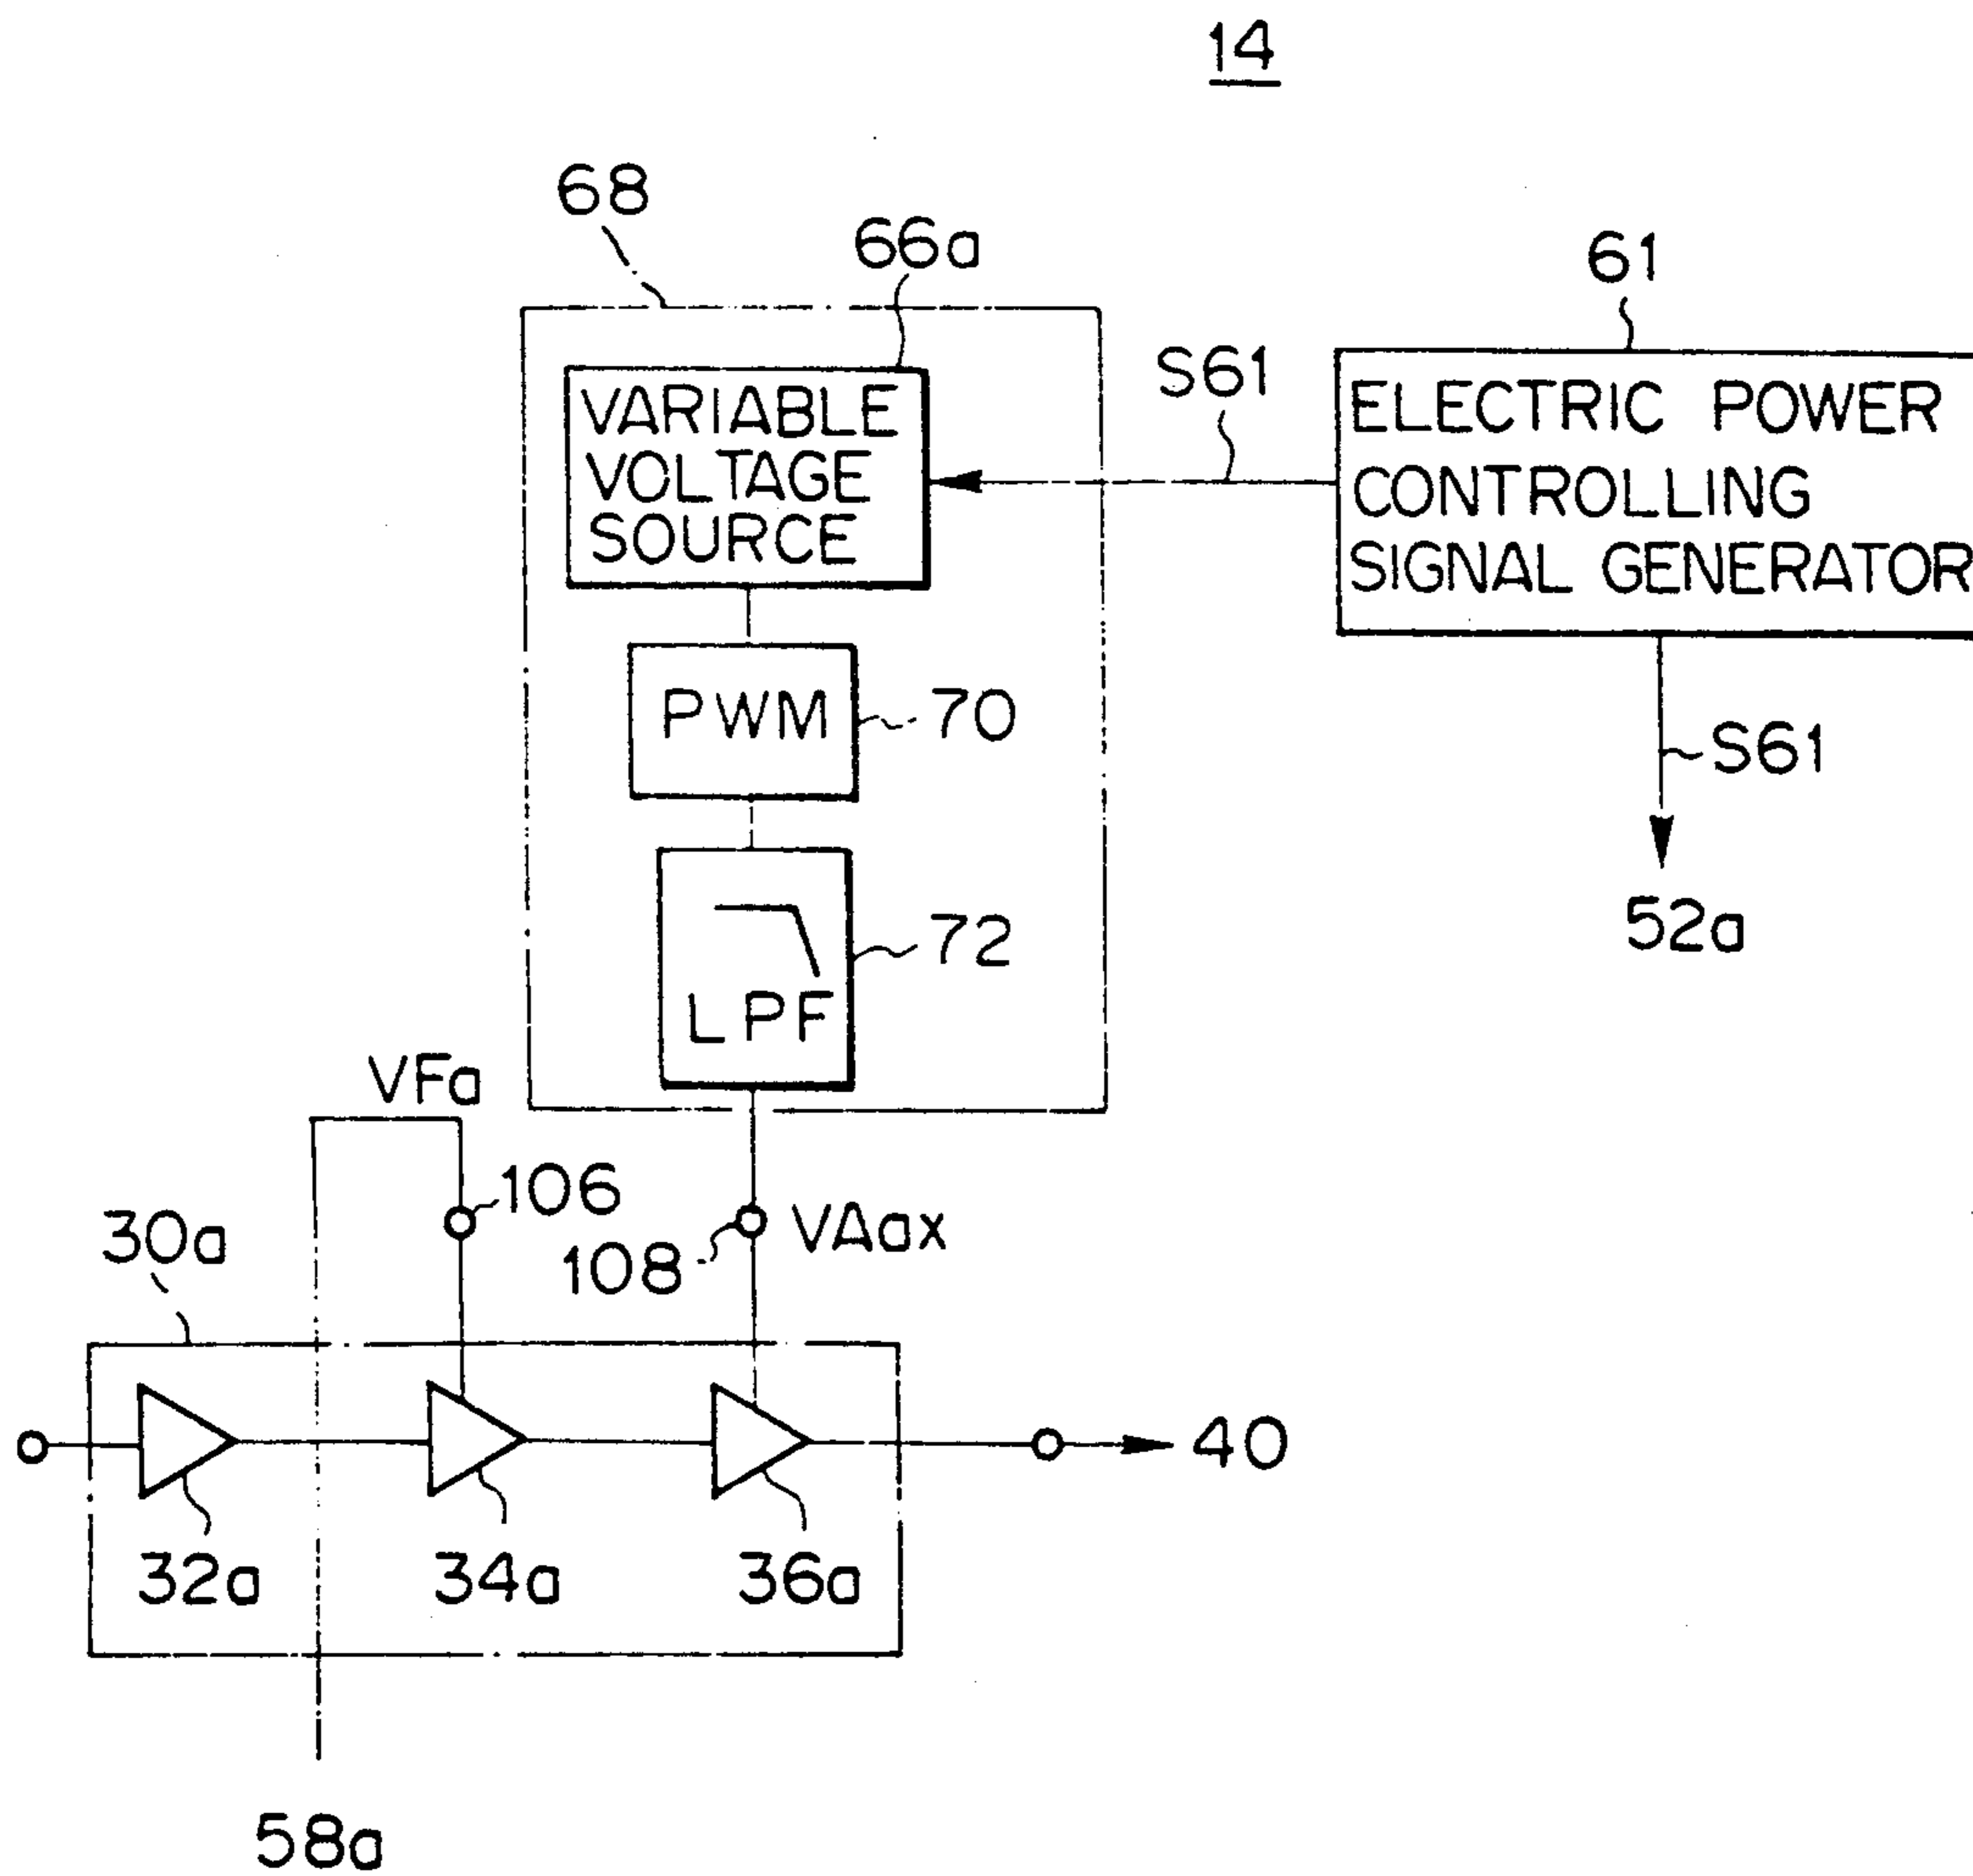 14
68
66a
61
S61
VARIABLE
VOLTAGE
SOURCE
ELECTRIC POWER
CONTROLLING
SIGNAL GENERATOR
PWM
70
S61
72
LPF
52a
VFa
106
30a
108
VAax
40
32a
34a
36a
58a